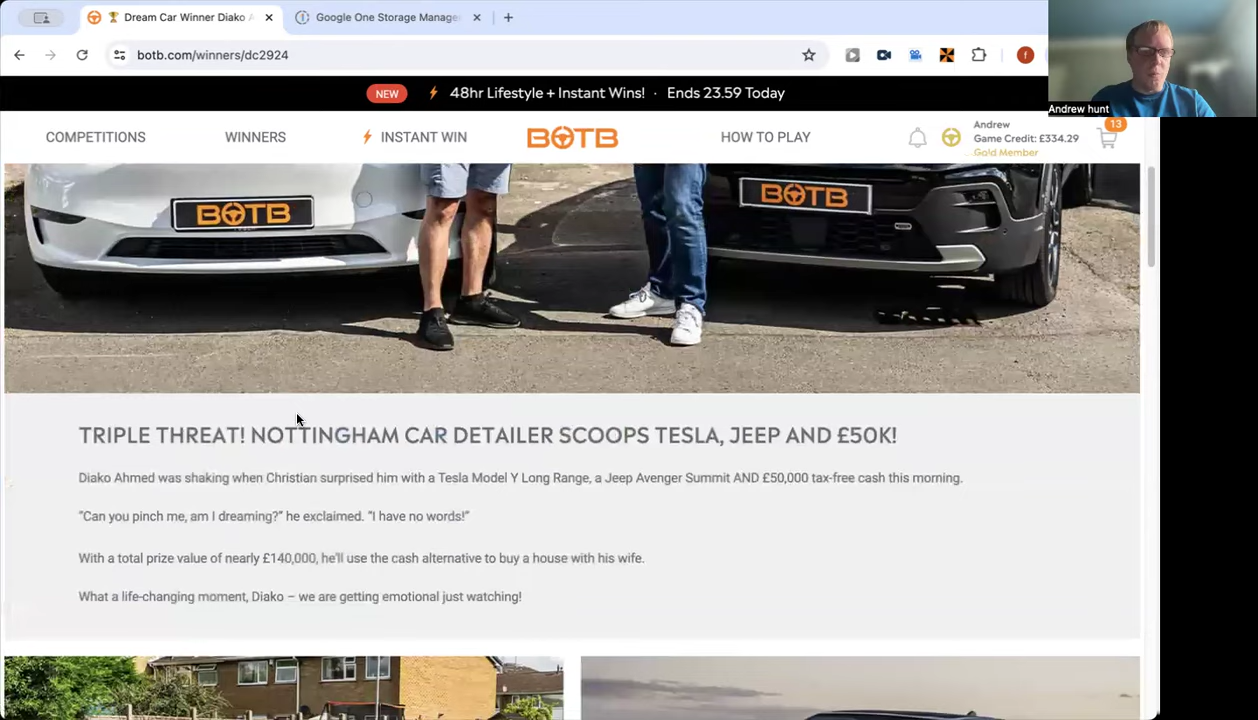 Dream Car Winner Diako A
Google One Storage Manage
botb.com/winners/dc2924
Andrew hunt
NEW 48hr Lifestyle + Instant Wins! · Ends 23.59 Today
COMPETITIONS WINNERS INSTANT WIN BOTB HOW TO PLAY
Andrew
Game Credit: £334.29
Gold Member
13
BOTB
BOTB
TRIPLE THREAT! NOTTINGHAM CAR DETAILER SCOOPS TESLA, JEEP AND £50K!
Diako Ahmed was shaking when Christian surprised him with a Tesla Model Y Long Range, a Jeep Avenger Summit AND £50,000 tax-free cash this morning.
“Can you pinch me, am I dreaming?” he exclaimed. “I have no words!”
With a total prize value of nearly £140,000, he'll use the cash alternative to buy a house with his wife.
What a life-changing moment, Diako – we are getting emotional just watching!